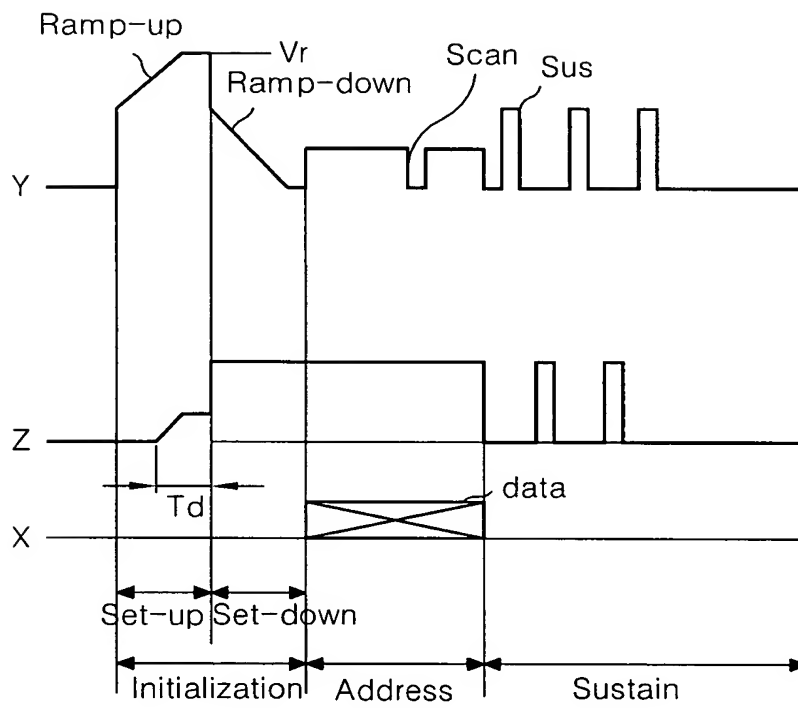 Ramp-up
Vr
Ramp-down
Scan
Sus
Y
Z
Td
data
X
Set-up
Set-down
Initialization
Address
Sustain